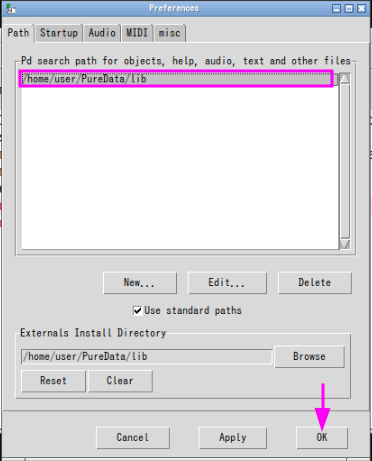 Preferences
Path Startup Audio MIDI misc
Pd search path for objects, help, audio, text and other files
/home/user/PureData/lib
New... Edit... Delete
Use standard paths
Externals Install Directory
/home/user/PureData/lib Browse
Reset Clear
Cancel Apply OK